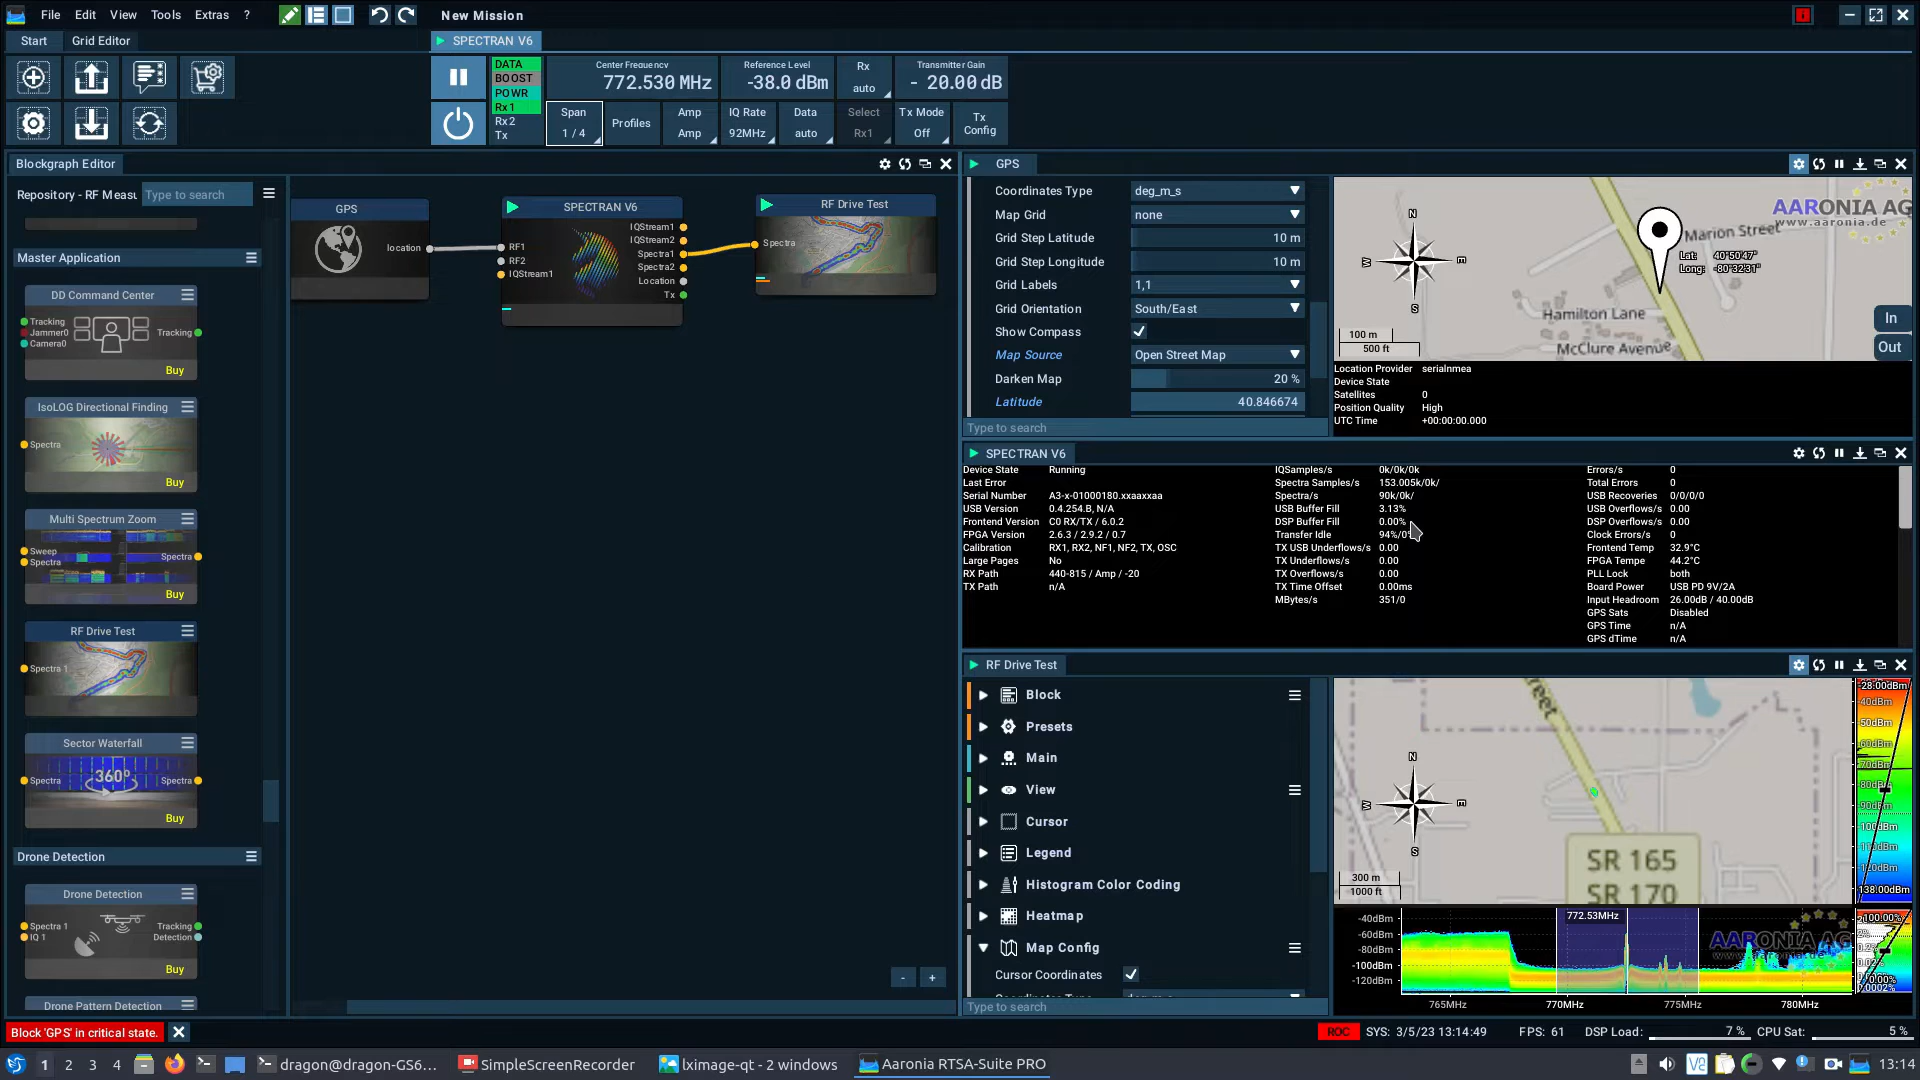 File Edit View Tools Extras ? New Mission
Start Grid Editor SPECTRAN V6
DATA
BOOST
POWR
Rx1
Rx2
Tx
Center Frequency
772.530 MHz
Reference Level
-38.0 dBm
Rx
auto
Transmitter Gain
- 20.00 dB
Span
1 / 4
Profiles
Amp
Amp
IQ Rate
92MHz
Data
auto
Select
Rx1
Tx Mode
Off
Tx
Config
Blockgraph Editor
Type to search
Master Application
DD Command Center
Tracking
Jammer0
Camera0
Tracking
Buy
IsoLOG Directional Finding
Spectra
Buy
Multi Spectrum Zoom
Sweep
Spectra
Spectra
Buy
RF Drive Test
Spectra 1
Sector Waterfall
360°
Spectra
Spectra
Buy
Drone Detection
Drone Detection
Spectra 1
IQ 1
Tracking
Detection
Buy
Drone Pattern Detection
GPS
location
SPECTRAN V6
RF1
RF2
IQStream1
IQStream1
IQStream2
Spectra1
Spectra2
Location
Tx
RF Drive Test
Spectra
- +
GPS
Coordinates Type deg_m_s
Map Grid none
Grid Step Latitude 10 m
Grid Step Longitude 10 m
Grid Labels 1,1
Grid Orientation South/East
Show Compass
Map Source Open Street Map
Darken Map 20 %
Latitude 40.846674
Type to search
N
W E
S
100 m
500 ft
Marion Street
Lat: 40°50'47"
Long: -80°32'31"
Hamilton Lane
McClure Avenue
AARONIA AG
www.aaronia.de
In
Out
Location Provider serialnmea
Device State
Satellites 0
Position Quality High
UTC Time +00:00:00.000
SPECTRAN V6
Device State Running
Last Error
Serial Number A3-x-01000180.xxaaxxaa
USB Version 0.4.254.B, N/A
Frontend Version C0 RX/TX / 6.0.2
FPGA Version 2.6.3 / 2.9.2 / 0.7
Calibration RX1, RX2, NF1, NF2, TX, OSC
Large Pages No
RX Path 440-815 / Amp / -20
TX Path n/A
IQSamples/s 0k/0k/0k
Spectra Samples/s 153.005k/0k/
Spectra/s 90k/0k/
USB Buffer Fill 3.13%
DSP Buffer Fill 0.00%
Transfer Idle
TX USB Underflows/s 0.00
TX Underflows/s 0.00
TX Overflows/s 0.00
TX Time Offset 0.00ms
MBytes/s 351/0
Errors/s 0
Total Errors 0
USB Recoveries 0/0/0/0
USB Overflows/s 0.00
DSP Overflows/s 0.00
Clock Errors/s 0
Frontend Temp 32.9°C
FPGA Tempe 44.2°C
PLL Lock both
Board Power USB PD 9V/2A
Input Headroom 26.00dB / 40.00dB
GPS Sats Disabled
GPS Time n/A
GPS dTime n/A
RF Drive Test
Block
Presets
Main
View
Cursor
Legend
Histogram Color Coding
Heatmap
Map Config
Cursor Coordinates
Type to search
N
W E
S
300 m
1000 ft
SR 165
SR 170
-28.00dBm
-40dBm
-50dBm
-60dBm
-70dBm
-80dBm
-90dBm
-100dBm
-120dBm
-138.00dBm
772.53MHz
-40dBm
-60dBm
-80dBm
-100dBm
-120dBm
765MHz 770MHz 775MHz 780MHz
AARONIA AG
100.00%
Block 'GPS' in critical state.
ROC SYS: 3/5/23 13:14:49 FPS: 61 DSP Load: 7 % CPU Sat: 5 %
1 2 3 4 dragon@dragon-GS6... SimpleScreenRecorder lximage-qt - 2 windows Aaronia RTSA-Suite PRO 13:14